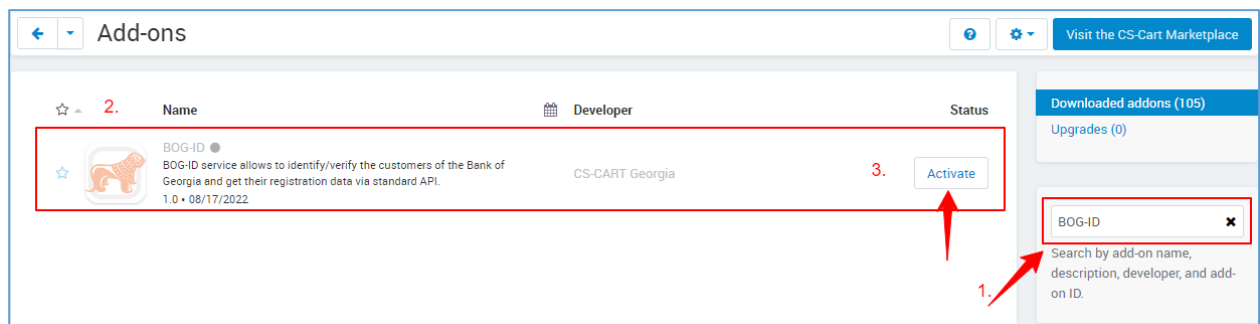 Add-ons
Visit the CS-Cart Marketplace
2.
Name
Developer
Status
BOG-ID
BOG-ID service allows to identify/verify the customers of the Bank of
Georgia and get their registration data via standard API.
1.0 • 08/17/2022
CS-CART Georgia
3.
Activate
Downloaded addons (105)
Upgrades (0)
BOG-ID
Search by add-on name,
description, developer, and add-
on ID.
1.